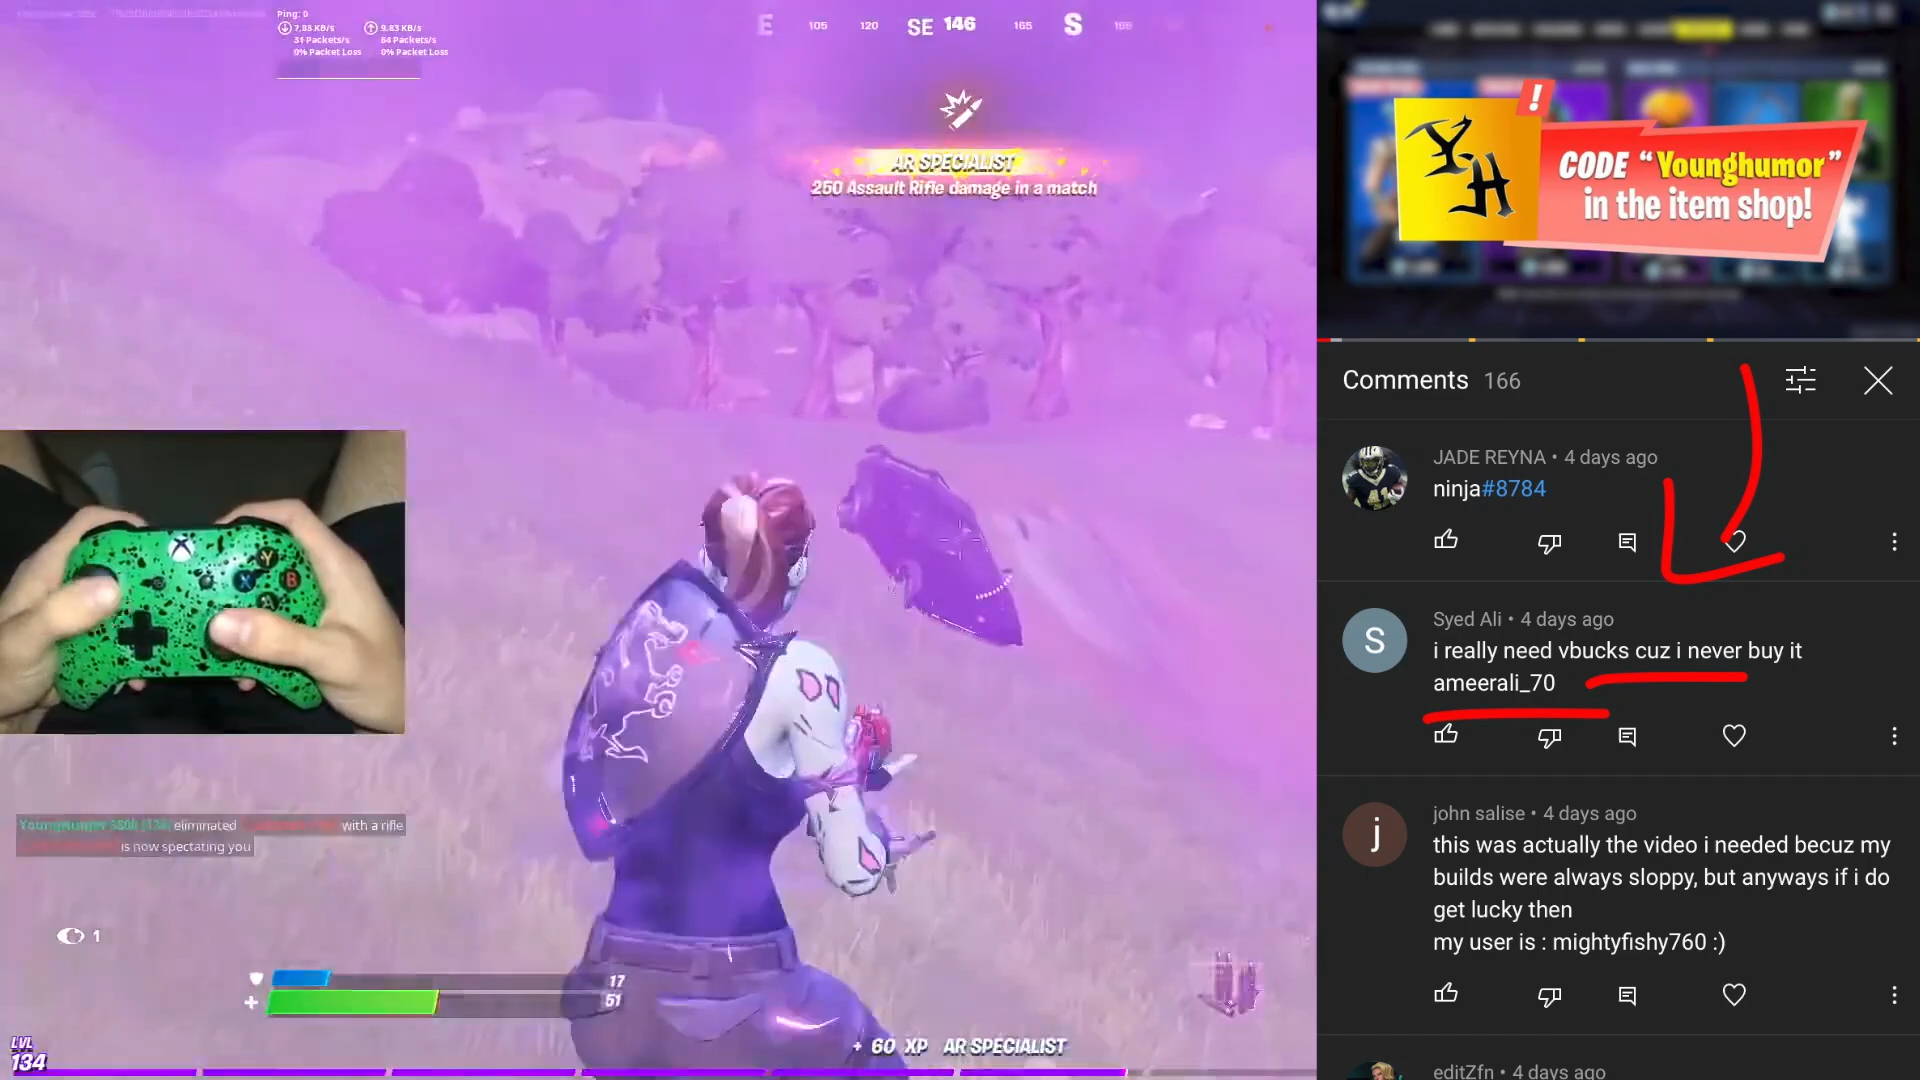 Ping: 0
7,83 KB/s 9.83 KB/s
31 Packets/s 64 Packets/s
0% Packet Loss 0% Packet Loss
E 105 120 SE 146 165 S
AR SPECIALIST
250 Assault Rifle damage in a match
YH
!
CODE “Younghumor”
in the item shop!
Comments 166
JADE REYNA • 4 days ago
ninja#8784
Syed Ali • 4 days ago
i really need vbucks cuz i never buy it
ameerali_70
john salise • 4 days ago
this was actually the video i needed becuz my
builds were always sloppy, but anyways if i do
get lucky then
my user is : mightyfishy760 :)
editZfn • 4 days ago
S
j
Y
X B
A
eliminated with a rifle
is now spectating you
1
17
51
LVL
134
+ 60 XP AR SPECIALIST